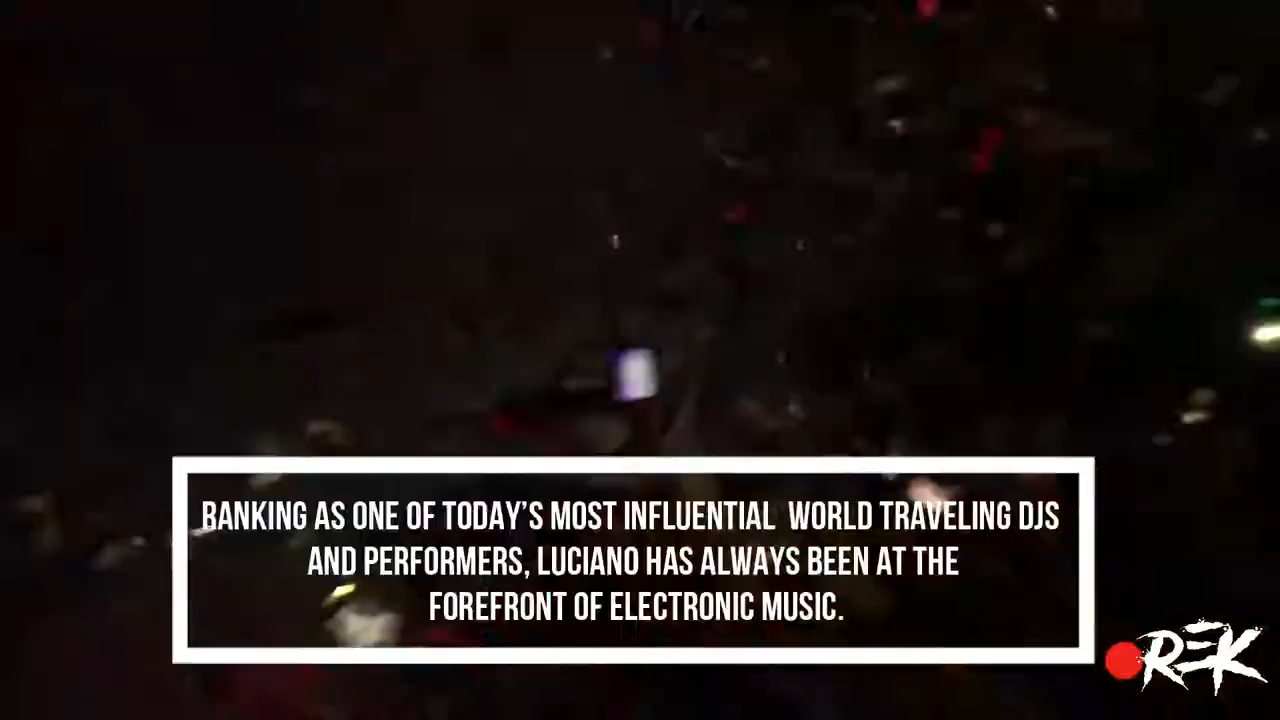 RANKING AS ONE OF TODAY'S MOST INFLUENTIAL WORLD TRAVELING DJS
AND PERFORMERS, LUCIANO HAS ALWAYS BEEN AT THE
FOREFRONT OF ELECTRONIC MUSIC.
REK